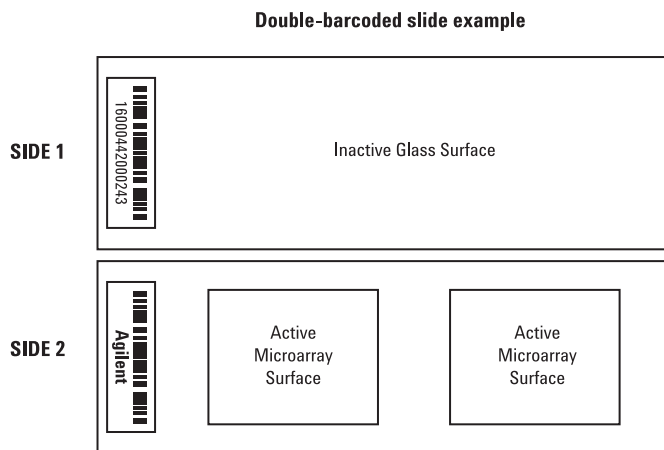 Double-barcoded slide example
SIDE 1
16000442000243
Inactive Glass Surface
SIDE 2
Agilent
Active
Microarray
Surface
Active
Microarray
Surface